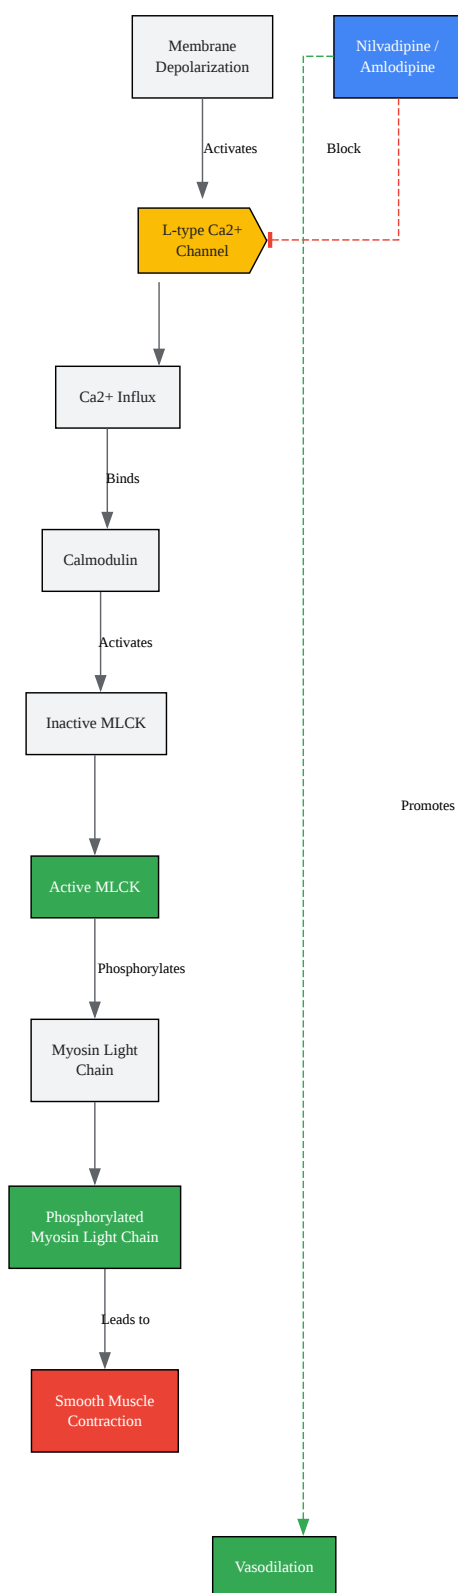 Membrane
Depolarization
Nilvadipine /
Amlodipine
Activates
Block
L-type Ca2+
Channel
Ca2+ Influx
Binds
Calmodulin
Activates
Inactive MLCK
Promotes
Active MLCK
Phosphorylates
Myosin Light
Chain
Phosphorylated
Myosin Light Chain
Leads to
Smooth Muscle
Contraction
Vasodilation